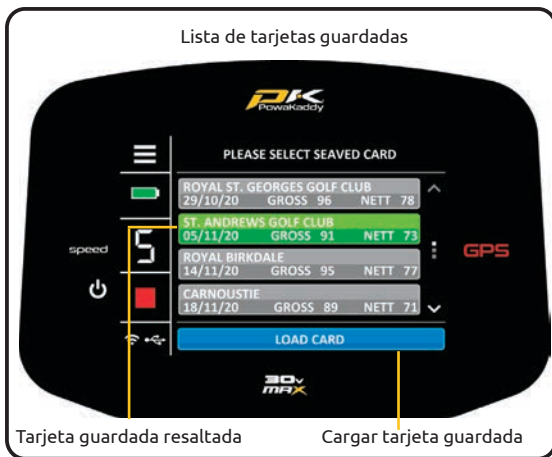 Lista de tarjetas guardadas
PK
PowaKaddy
PLEASE SELECT SEAVED CARD
ROYAL ST. GEORGES GOLF CLUB
29/10/20 GROSS 96 NETT 78
ST. ANDREWS GOLF CLUB
05/11/20 GROSS 91 NETT 73
speed
5
GPS
ROYAL BIRKDALE
14/11/20 GROSS 95 NETT 77
CARNOUSTIE
18/11/20 GROSS 89 NETT 71
LOAD CARD
30V
MAX
Tarjeta guardada resaltada
Cargar tarjeta guardada